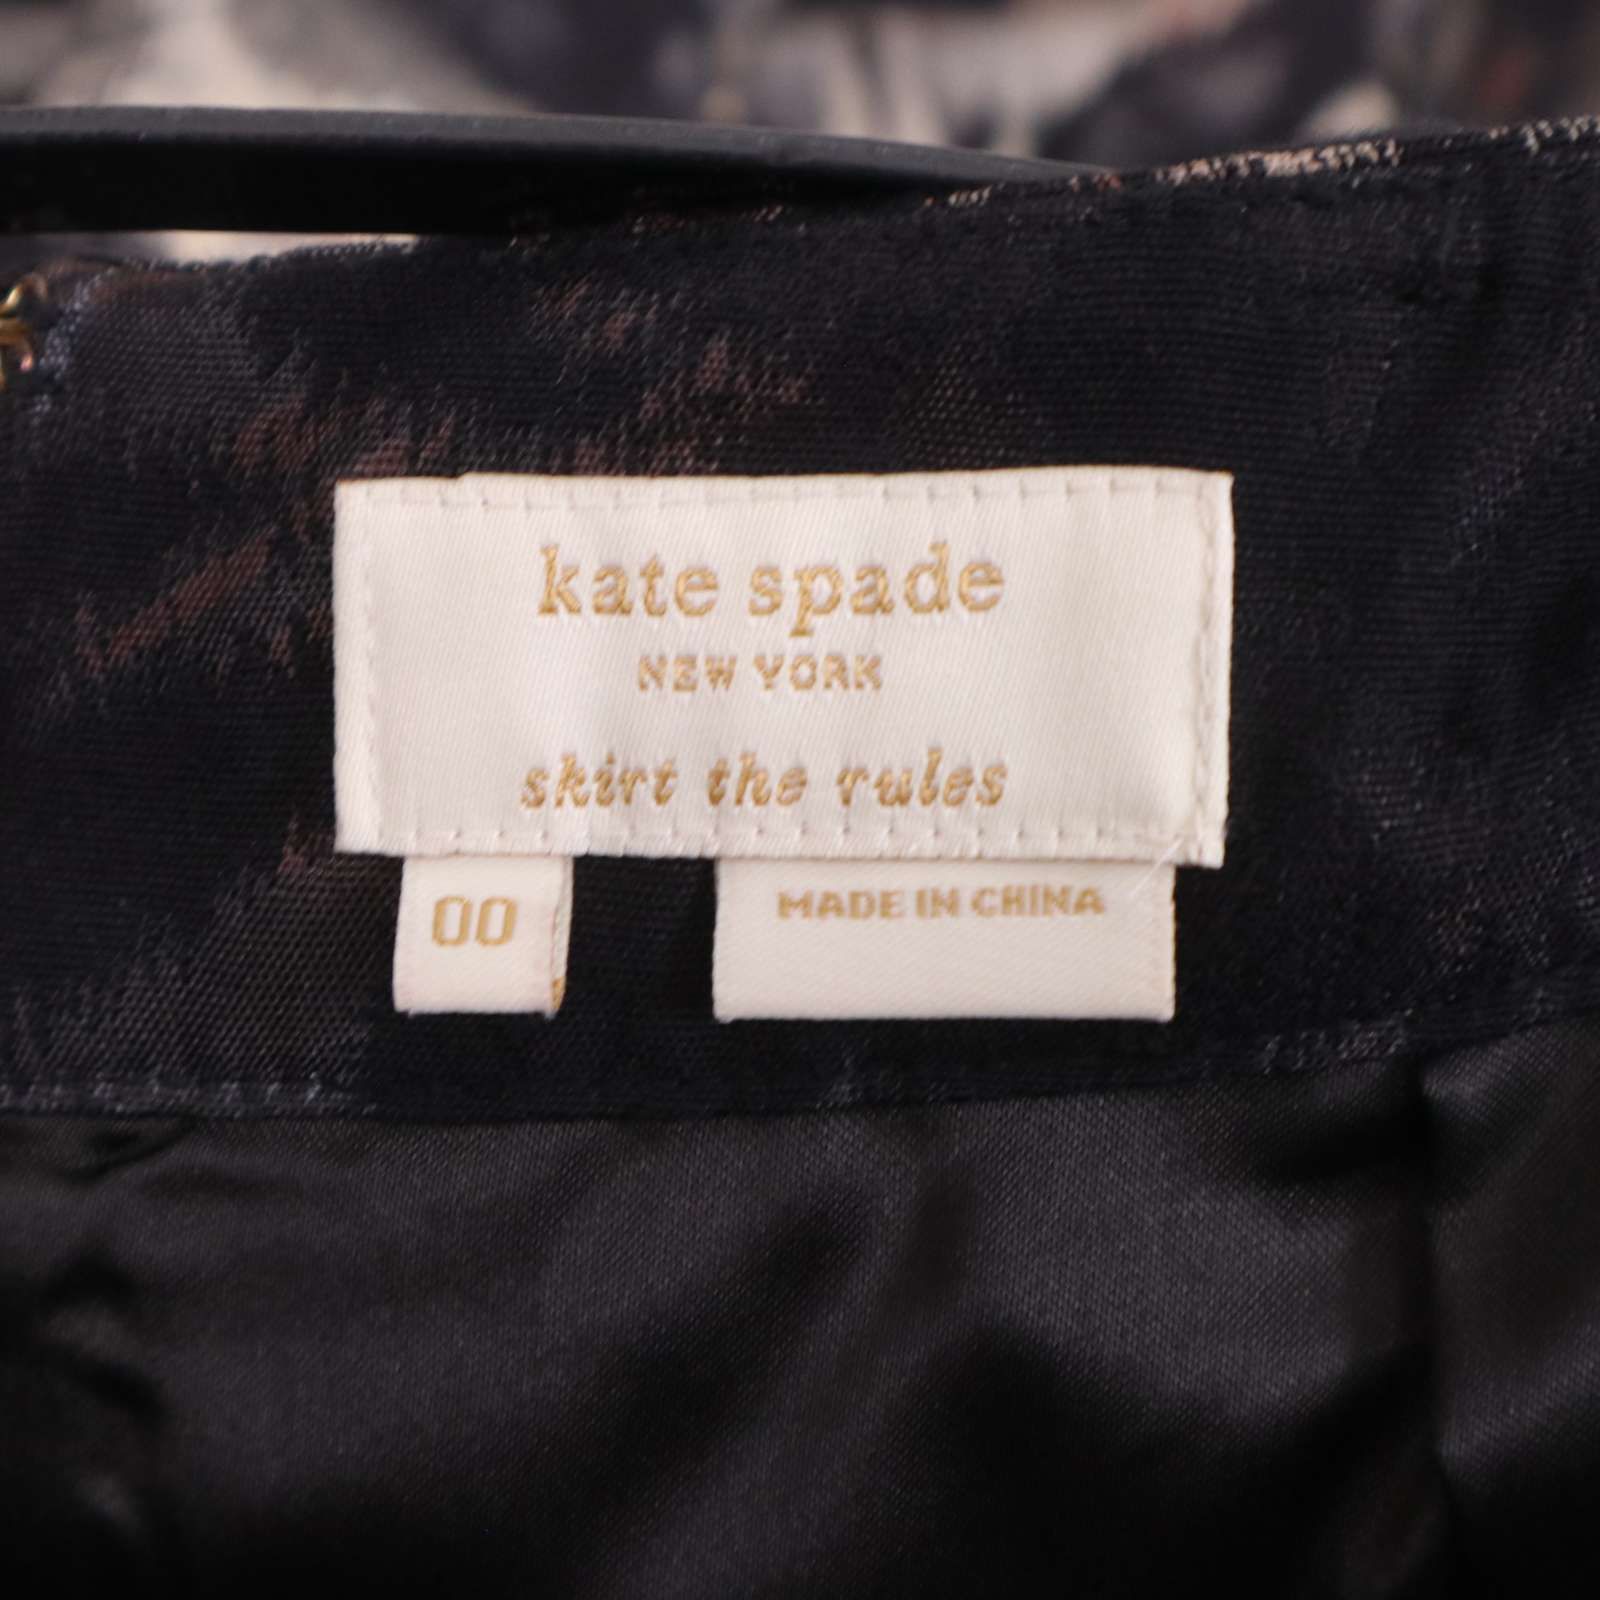 kate spade
NEW YORK
skirt the rules
00
MADE IN CHINA